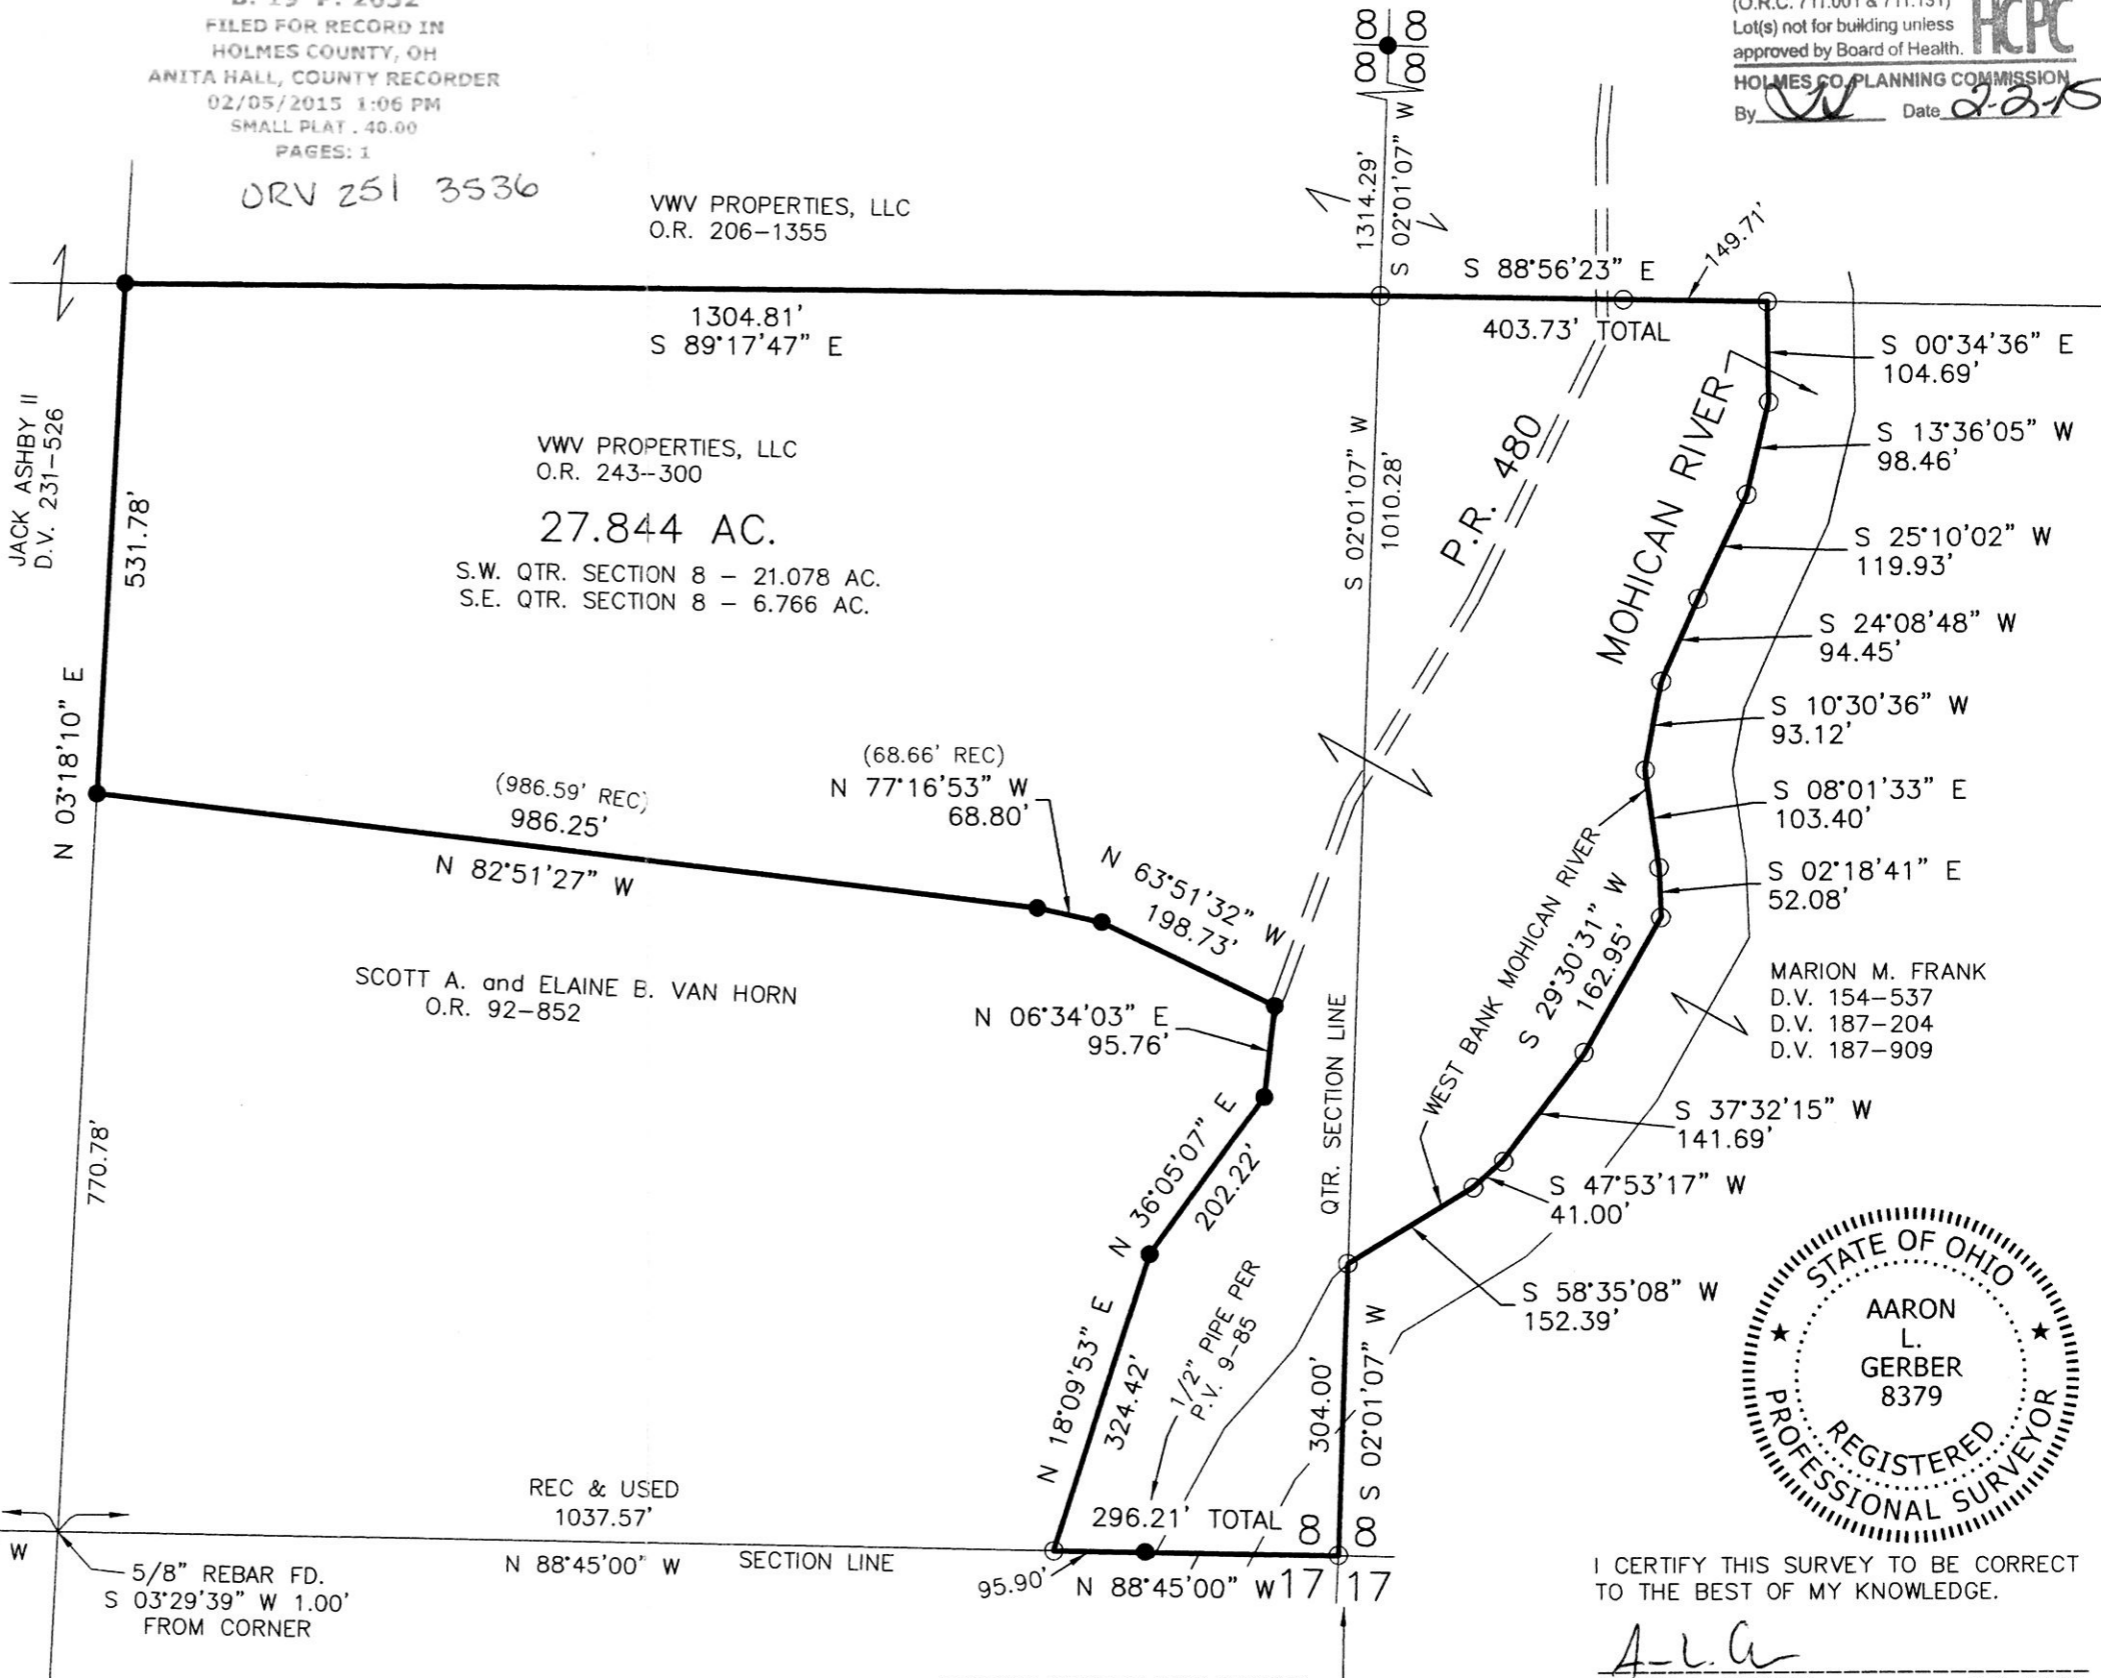 FILED FOR RECORD IN
HOLMES COUNTY, OH
ANITA HALL, COUNTY RECORDER
02/05/2015 1:06 PM
SMALL PLAT . 40.00
PAGES: 1
ORV 251 3536
(O.R.C. 711.001 & 711.131)
Lot(s) not for building unless
approved by Board of Health.
HCPC
HOLMES CO. PLANNING COMMISSION
By Date 2-2-15
VWV PROPERTIES, LLC
O.R. 206-1355
8 8
8 8
1314.29'
S 02°01'07" W
S 88°56'23" E
149.71'
403.73' TOTAL
1304.81'
S 89°17'47" E
JACK ASHBY II
D.V. 231-526
531.78'
N 03°18'10" E
VWV PROPERTIES, LLC
O.R. 243--300
27.844 AC.
S.W. QTR. SECTION 8 - 21.078 AC.
S.E. QTR. SECTION 8 - 6.766 AC.
S 02°01'07" W
1010.28'
P.R. 480
MOHICAN RIVER
S 00°34'36" E
104.69'
S 13°36'05" W
98.46'
S 25°10'02" W
119.93'
S 24°08'48" W
94.45'
S 10°30'36" W
93.12'
S 08°01'33" E
103.40'
S 02°18'41" E
52.08'
(986.59' REC)
986.25'
N 82°51'27" W
(68.66' REC)
N 77°16'53" W
68.80'
N 63°51'32" W
198.73'
N 06°34'03" E
95.76'
SCOTT A. and ELAINE B. VAN HORN
O.R. 92-852
WEST BANK MOHICAN RIVER
S 29°30'31" W
162.95'
MARION M. FRANK
D.V. 154-537
D.V. 187-204
D.V. 187-909
QTR. SECTION LINE
S 37°32'15" W
141.69'
S 47°53'17" W
41.00'
S 58°35'08" W
152.39'
770.78'
N 36°05'07" E
202.22'
N 18°09'53" E
324.42'
1/2" PIPE PER
P.V. 9-85
304.00'
S 02°01'07" W
296.21' TOTAL
8 8
17 17
REC & USED
1037.57'
N 88°45'00" W SECTION LINE
95.90'
N 88°45'00" W
W
5/8" REBAR FD.
S 03°29'39" W 1.00'
FROM CORNER
STATE OF OHIO
AARON
L.
GERBER
8379
REGISTERED
PROFESSIONAL SURVEYOR
I CERTIFY THIS SURVEY TO BE CORRECT
TO THE BEST OF MY KNOWLEDGE.